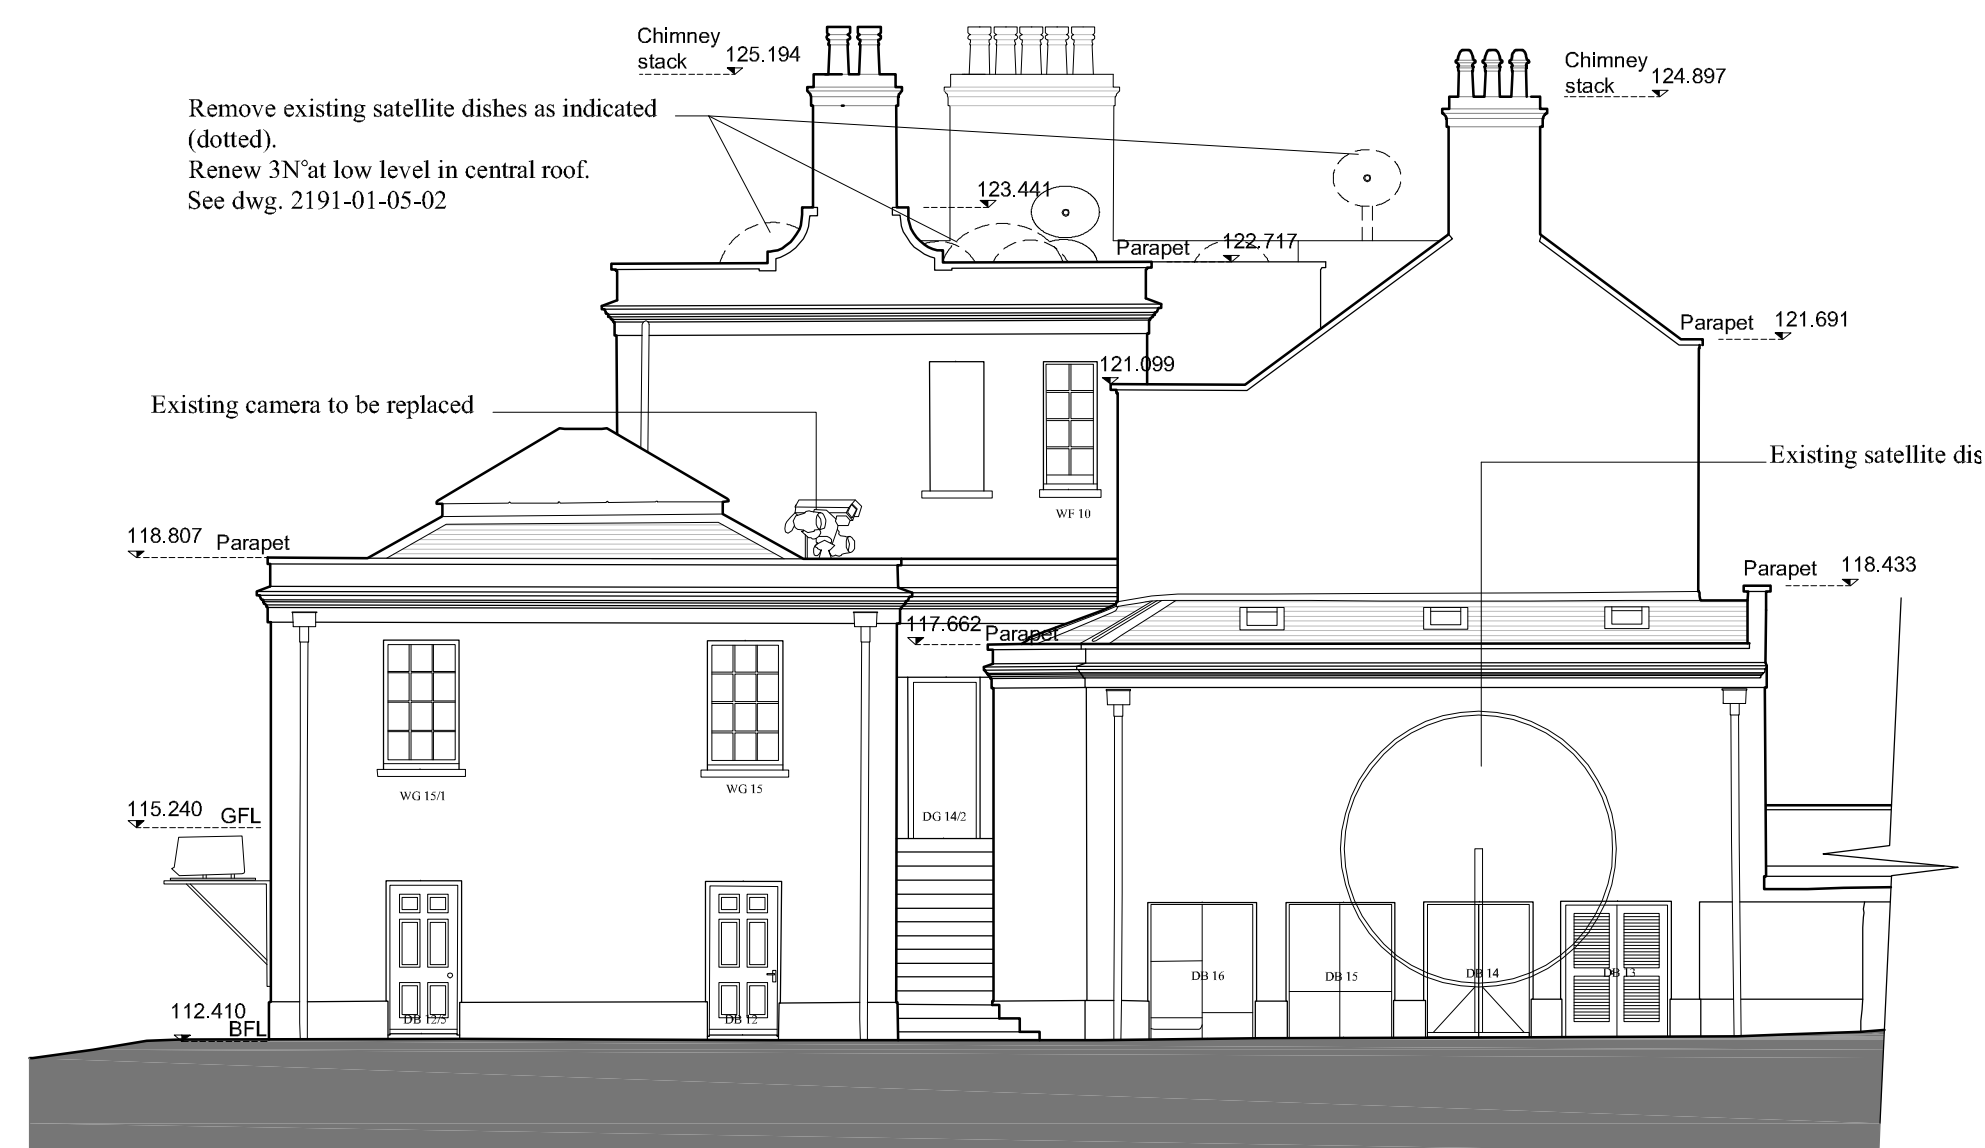 Chimney
stack 125.194
Chimney
stack 124.897
Remove existing satellite dishes as indicated
(dotted).
Renew 3N°at low level in central roof.
See dwg. 2191-01-05-02
123.441
Parapet 122.717
Parapet 121.691
121.099
Existing camera to be replaced
Existing satellite dis
WF 10
118.807 Parapet
Parapet 118.433
117.662 Parapet
WG 15/1
WG 15
115.240 GFL
DG 14/2
DB 16
DB 15
DB 14
DB 13
112.410
BFL
DB 12/5
DB 12